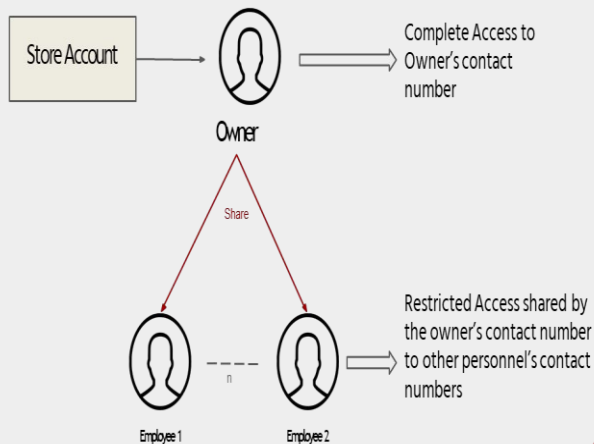 Store Account
Complete Access to
Owner's contact
number
Owner
Share
Restricted Access shared by
the owner's contact number
to other personnel's contact
numbers
n
Employee 1
Employee 2